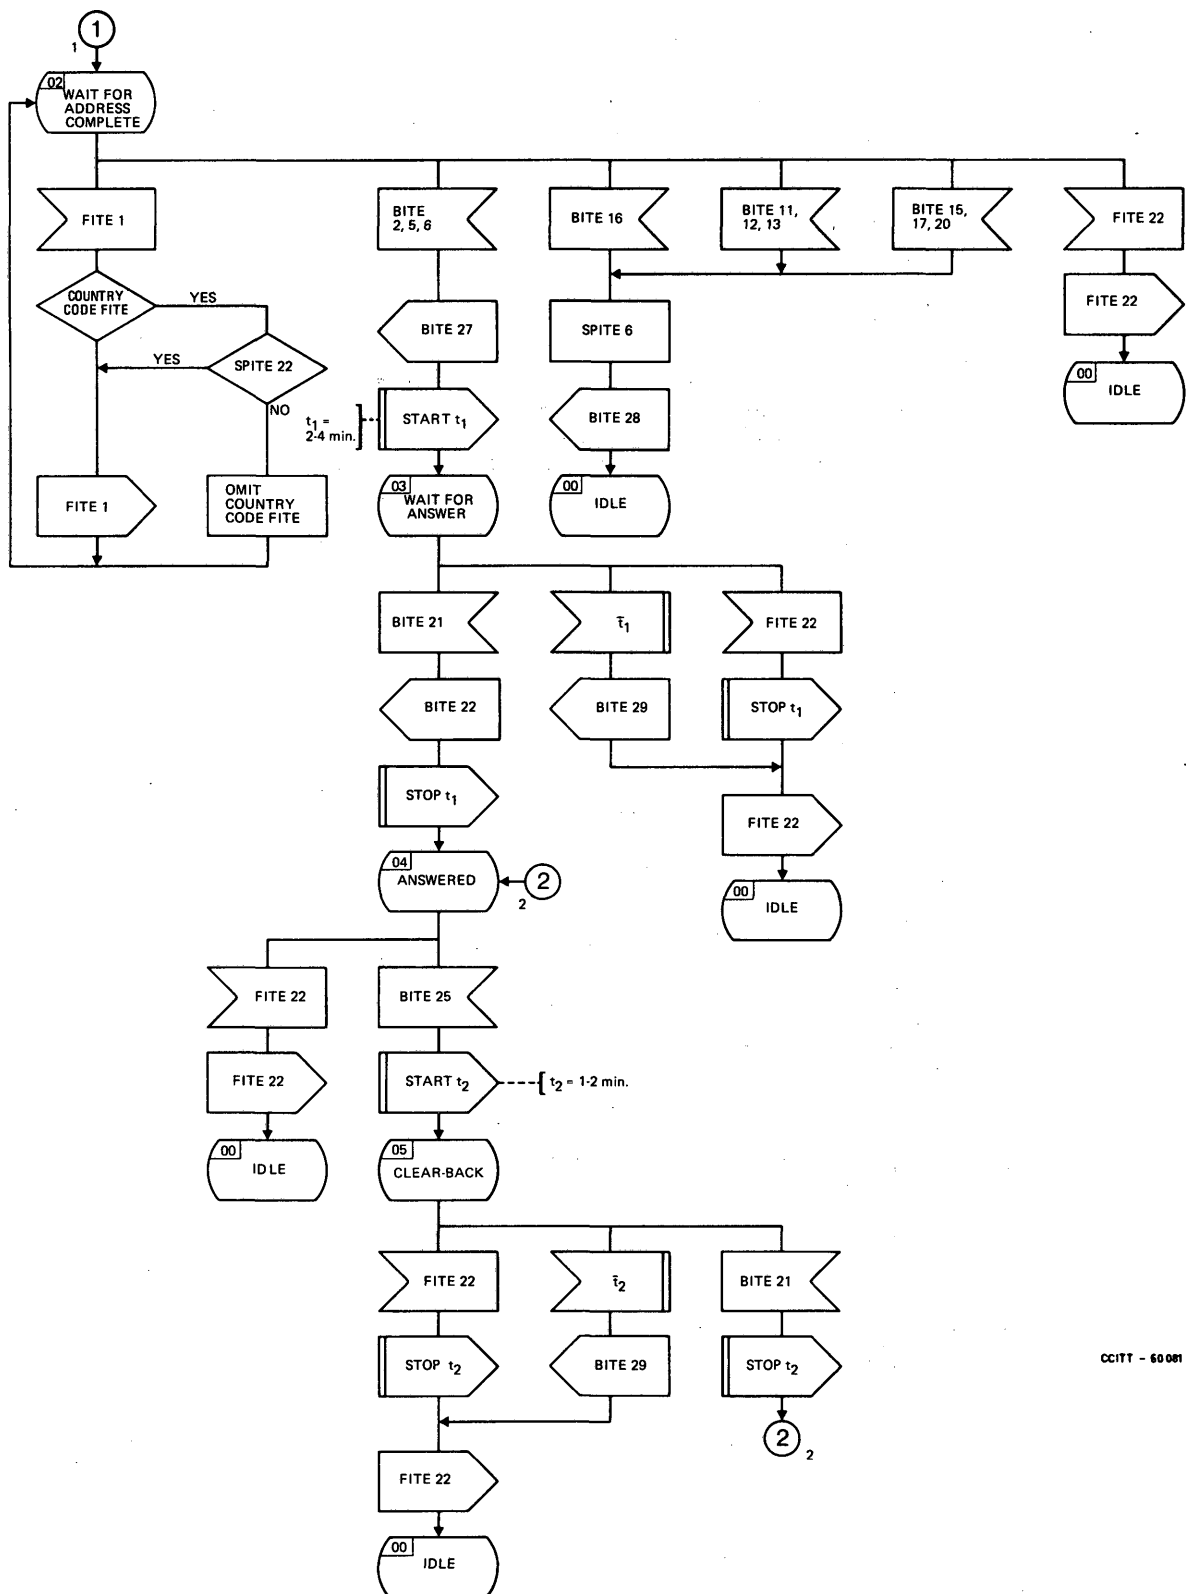 1
1
02
WAIT FOR
ADDRESS
COMPLETE
FITE 1
BITE
2, 5, 6
BITE 16
BITE 11,
12, 13
BITE 15,
17, 20
FITE 22
COUNTRY
CODE FITE
YES
YES
SPITE 22
NO
BITE 27
SPITE 6
FITE 22
t1 =
2-4 min.
START t1
BITE 28
00
IDLE
FITE 1
OMIT
COUNTRY
CODE FITE
03
WAIT FOR
ANSWER
00
IDLE
BITE 21
t̄1
FITE 22
BITE 22
BITE 29
STOP t1
STOP t1
FITE 22
04
ANSWERED
2
2
00
IDLE
FITE 22
BITE 25
FITE 22
START t2
t2 = 1-2 min.
00
IDLE
05
CLEAR-BACK
FITE 22
t̄2
BITE 21
STOP t2
BITE 29
STOP t2
CCITT - 60081
2
2
FITE 22
00
IDLE